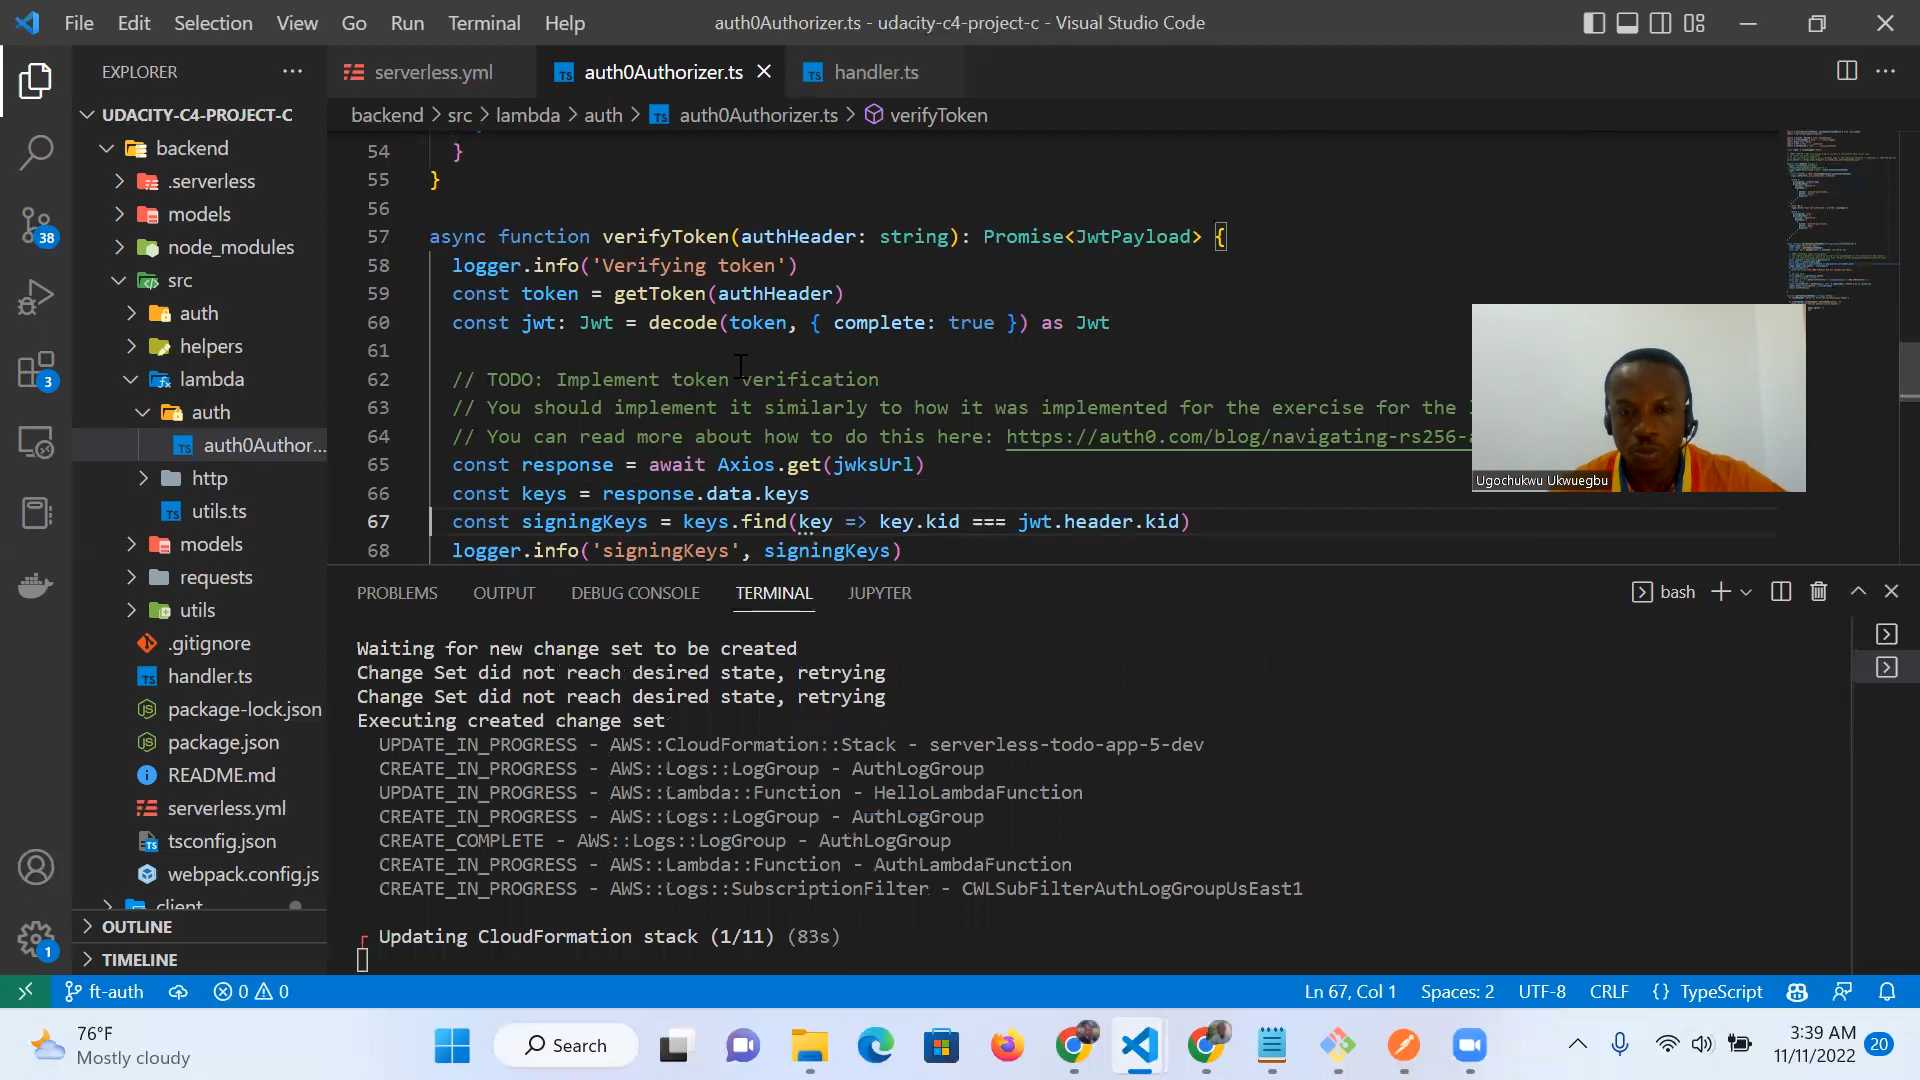 File Edit Selection View Go Run Terminal Help
auth0Authorizer.ts - udacity-c4-project-c - Visual Studio Code
EXPLORER
serverless.yml
auth0Authorizer.ts
handler.ts
backend > src > lambda > auth > auth0Authorizer.ts > verifyToken
UDACITY-C4-PROJECT-C
backend
.serverless
models
node_modules
src
auth
helpers
lambda
auth
auth0Author...
http
utils.ts
models
requests
utils
.gitignore
handler.ts
package-lock.json
package.json
README.md
serverless.yml
tsconfig.json
webpack.config.js
client
OUTLINE
TIMELINE
38
3
1
54 }
55 }
56
57 async function verifyToken(authHeader: string): Promise<JwtPayload> {
58 logger.info('Verifying token')
59 const token = getToken(authHeader)
60 const jwt: Jwt = decode(token, { complete: true }) as Jwt
61
62 // TODO: Implement token verification
63 // You should implement it similarly to how it was implemented for the exercise for the
64 // You can read more about how to do this here: https://auth0.com/blog/navigating-rs256-
65 const response = await Axios.get(jwksUrl)
66 const keys = response.data.keys
67 const signingKeys = keys.find(key => key.kid === jwt.header.kid)
68 logger.info('signingKeys', signingKeys)
Ugochukwu Ukwuegbu
PROBLEMS OUTPUT DEBUG CONSOLE TERMINAL JUPYTER
bash
Waiting for new change set to be created
Change Set did not reach desired state, retrying
Change Set did not reach desired state, retrying
Executing created change set
UPDATE_IN_PROGRESS - AWS::CloudFormation::Stack - serverless-todo-app-5-dev
CREATE_IN_PROGRESS - AWS::Logs::LogGroup - AuthLogGroup
UPDATE_IN_PROGRESS - AWS::Lambda::Function - HelloLambdaFunction
CREATE_IN_PROGRESS - AWS::Logs::LogGroup - AuthLogGroup
CREATE_COMPLETE - AWS::Logs::LogGroup - AuthLogGroup
CREATE_IN_PROGRESS - AWS::Lambda::Function - AuthLambdaFunction
CREATE_IN_PROGRESS - AWS::Logs::SubscriptionFilter - CWLSubFilterAuthLogGroupUsEast1
Updating CloudFormation stack (1/11) (83s)
ft-auth 0 0
Ln 67, Col 1 Spaces: 2 UTF-8 CRLF {} TypeScript
76°F
Mostly cloudy
Search
3:39 AM
11/11/2022
20